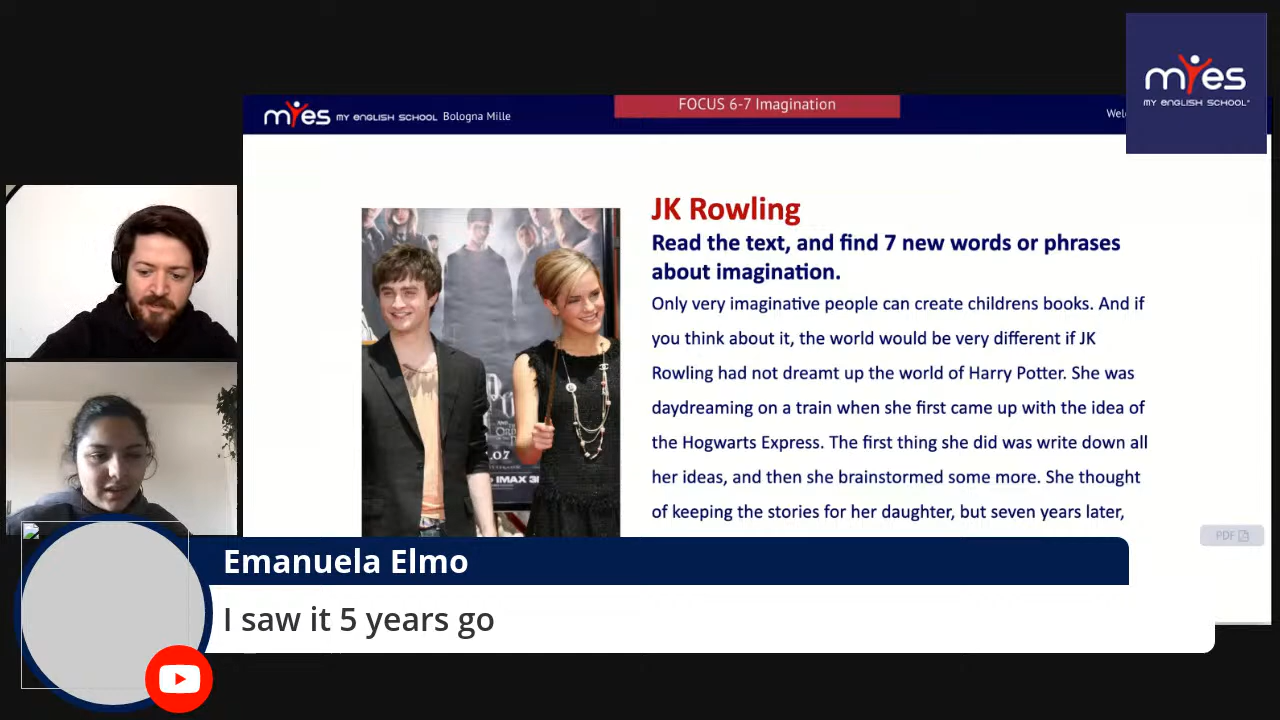 myes
MY ENGLISH SCHOOL
myes MY ENGLISH SCHOOL Bologna Mille
FOCUS 6-7 Imagination
JK Rowling
Read the text, and find 7 new words or phrases
about imagination.
Only very imaginative people can create childrens books. And if
you think about it, the world would be very different if JK
Rowling had not dreamt up the world of Harry Potter. She was
daydreaming on a train when she first came up with the idea of
the Hogwarts Express. The first thing she did was write down all
her ideas, and then she brainstormed some more. She thought
of keeping the stories for her daughter, but seven years later,
IMAX
PDF
Emanuela Elmo
I saw it 5 years go